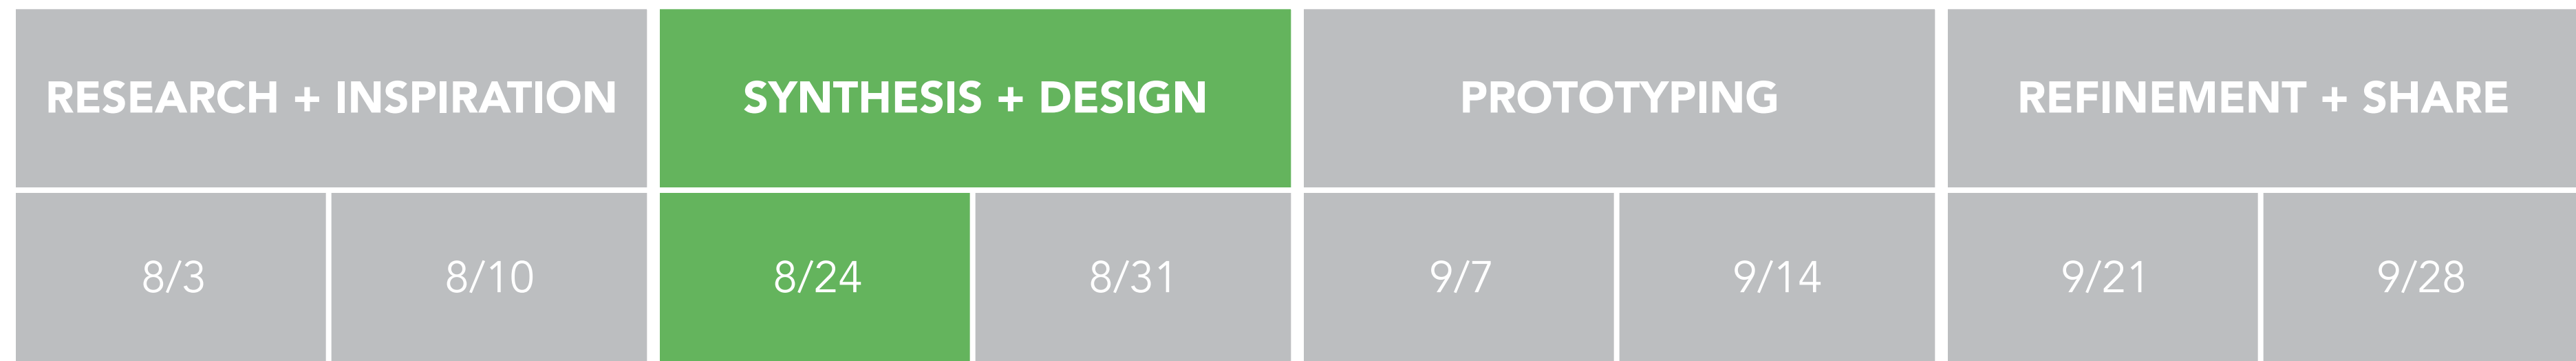 RESEARCH + INSPIRATION
SYNTHESIS + DESIGN
PROTOTYPING
REFINEMENT + SHARE
8/3
8/10
8/24
8/31
9/7
9/14
9/21
9/28